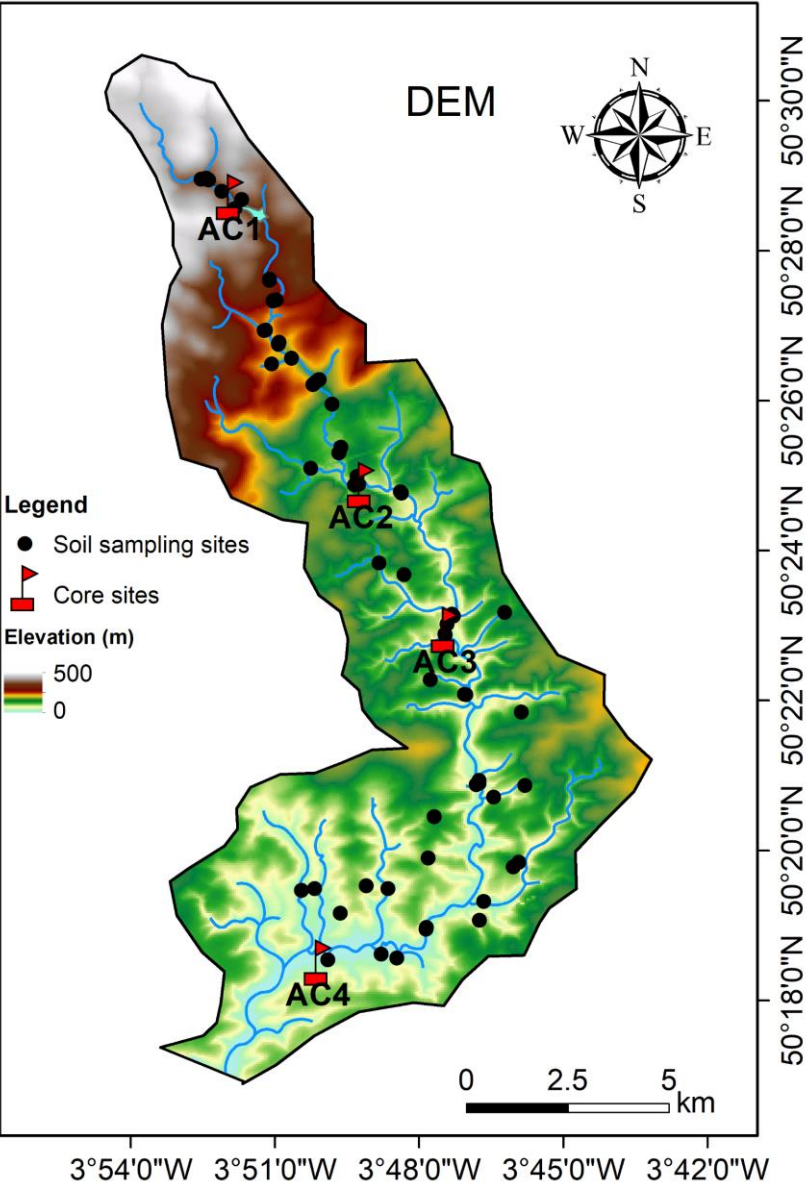 DEM
N
W
E
S
AC1
AC2
AC3
AC4
Legend
Soil sampling sites
Core sites
Elevation (m)
500
0
0 2.5 5
km
50°30'0"N
50°28'0"N
50°26'0"N
50°24'0"N
50°22'0"N
50°20'0"N
50°18'0"N
3°54'0"W 3°51'0"W 3°48'0"W 3°45'0"W 3°42'0"W